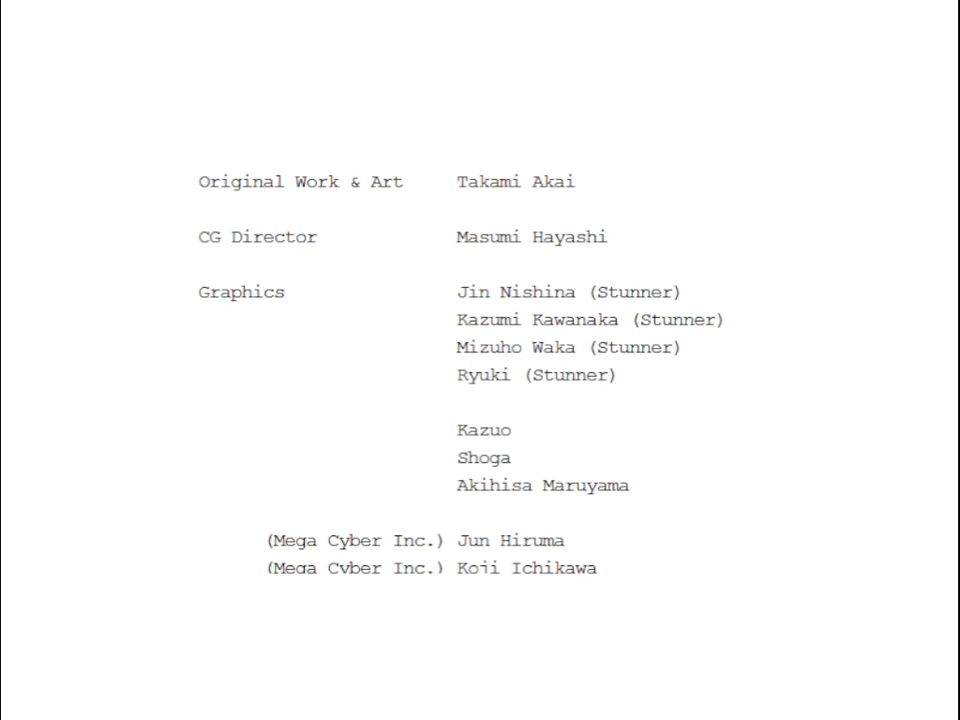 Original Work & Art Takami Akai
CG Director Masumi Hayashi
Graphics Jin Nishina (Stunner)
Kazumi Kawanaka (Stunner)
Mizuho Waka (Stunner)
Ryuki (Stunner)
Kazuo
Shoga
Akihisa Maruyama
(Mega Cyber Inc.) Jun Hiruma
(Mega Cyber Inc.) Koji Ichikawa